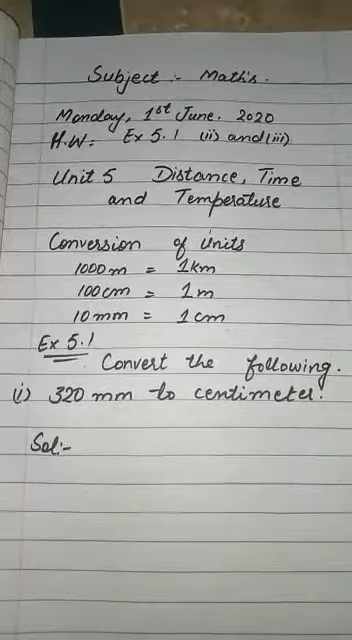 Subject :- Maths.
Monday, 1st June. 2020
H.W: Ex 5.1 (ii) and (iii)
Unit 5 Distance, Time
and Temperature
Conversion of Units
1000 m = 1 km
100 cm = 1 m
10 mm = 1 cm
Ex 5.1
Convert the following.
(i) 320 mm to centimeter.
Sol:-